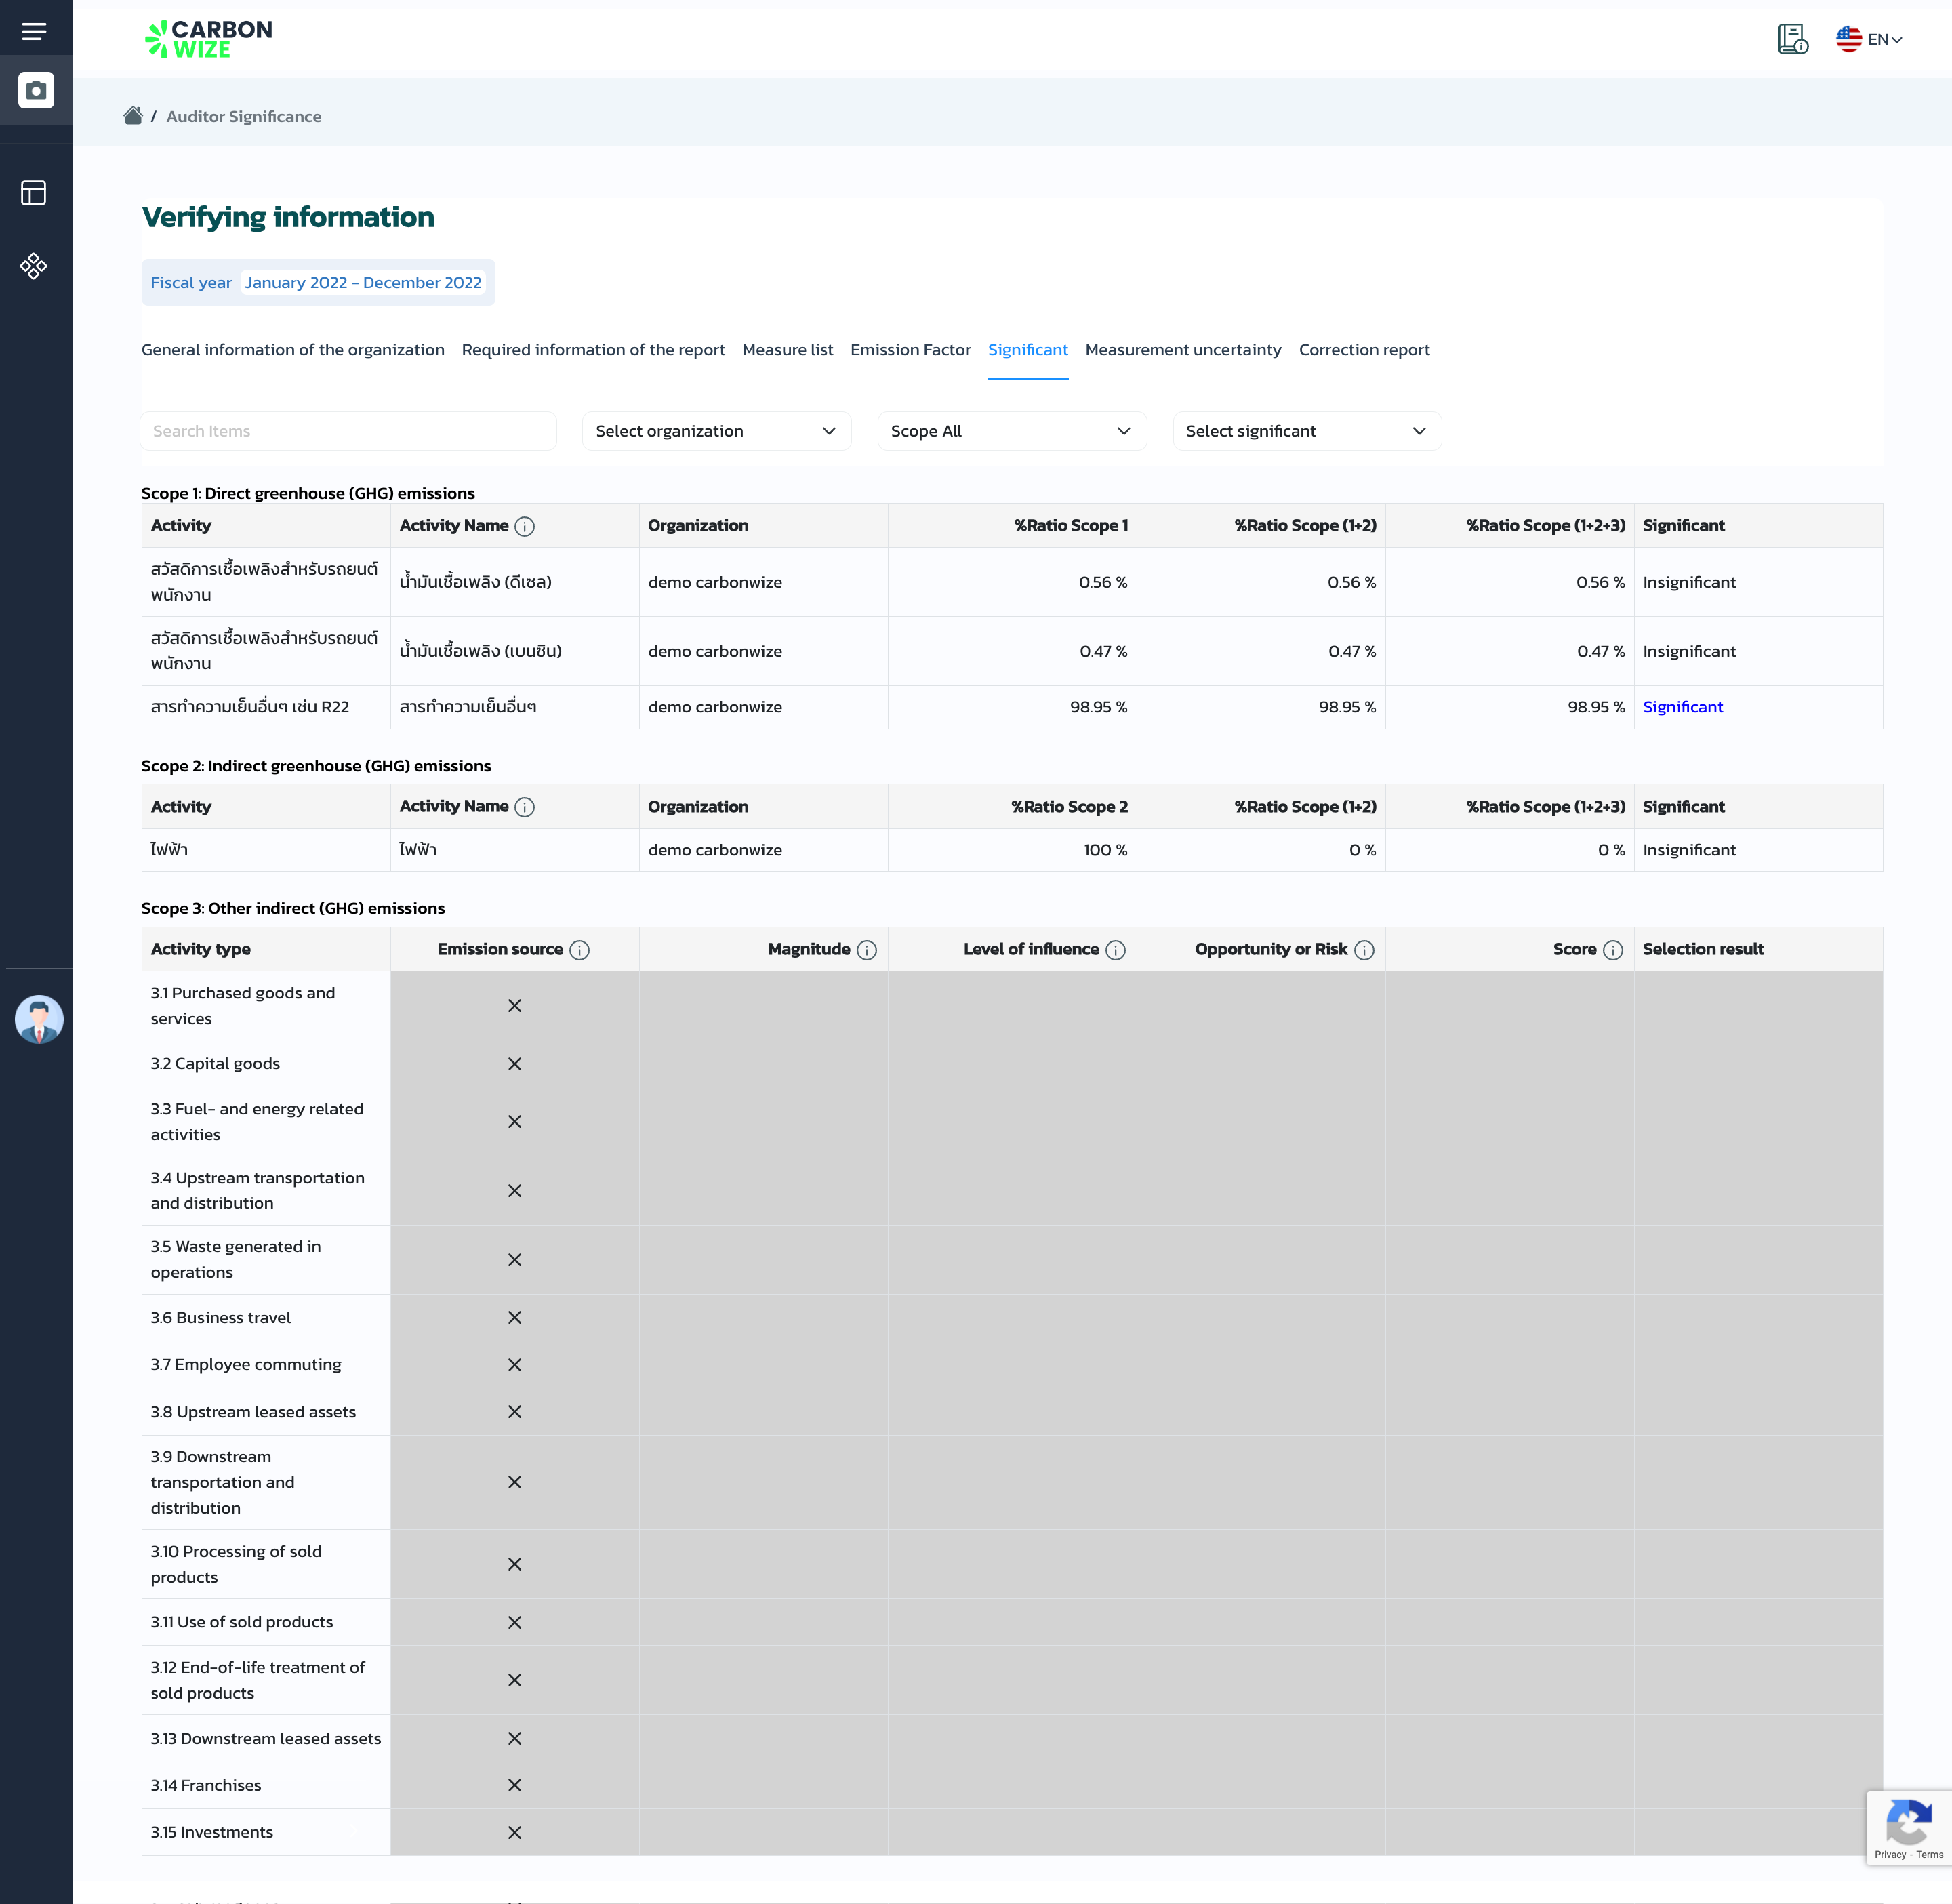 CARBON
WIZE
EN
/ Auditor Significance
Verifying information
Fiscal year January 2022 - December 2022
General information of the organization Required information of the report Measure list Emission Factor Significant Measurement uncertainty Correction report
Search Items Select organization Scope All Select significant
Scope 1: Direct greenhouse (GHG) emissions
Activity Activity Name Organization %Ratio Scope 1 %Ratio Scope (1+2) %Ratio Scope (1+2+3) Significant
สวัสดิการเชื้อเพลิงสำหรับรถยนต์
พนักงาน
น้ำมันเชื้อเพลิง (ดีเซล) demo carbonwize 0.56 % 0.56 % 0.56 % Insignificant
สวัสดิการเชื้อเพลิงสำหรับรถยนต์
พนักงาน
น้ำมันเชื้อเพลิง (เบนซิน) demo carbonwize 0.47 % 0.47 % 0.47 % Insignificant
สารทำความเย็นอื่นๆ เช่น R22 สารทำความเย็นอื่นๆ demo carbonwize 98.95 % 98.95 % 98.95 % Significant
Scope 2: Indirect greenhouse (GHG) emissions
Activity Activity Name Organization %Ratio Scope 2 %Ratio Scope (1+2) %Ratio Scope (1+2+3) Significant
ไฟฟ้า ไฟฟ้า demo carbonwize 100 % 0 % 0 % Insignificant
Scope 3: Other indirect (GHG) emissions
Activity type Emission source Magnitude Level of influence Opportunity or Risk Score Selection result
3.1 Purchased goods and
services
3.2 Capital goods
3.3 Fuel- and energy related
activities
3.4 Upstream transportation
and distribution
3.5 Waste generated in
operations
3.6 Business travel
3.7 Employee commuting
3.8 Upstream leased assets
3.9 Downstream
transportation and
distribution
3.10 Processing of sold
products
3.11 Use of sold products
3.12 End-of-life treatment of
sold products
3.13 Downstream leased assets
3.14 Franchises
3.15 Investments
Privacy - Terms